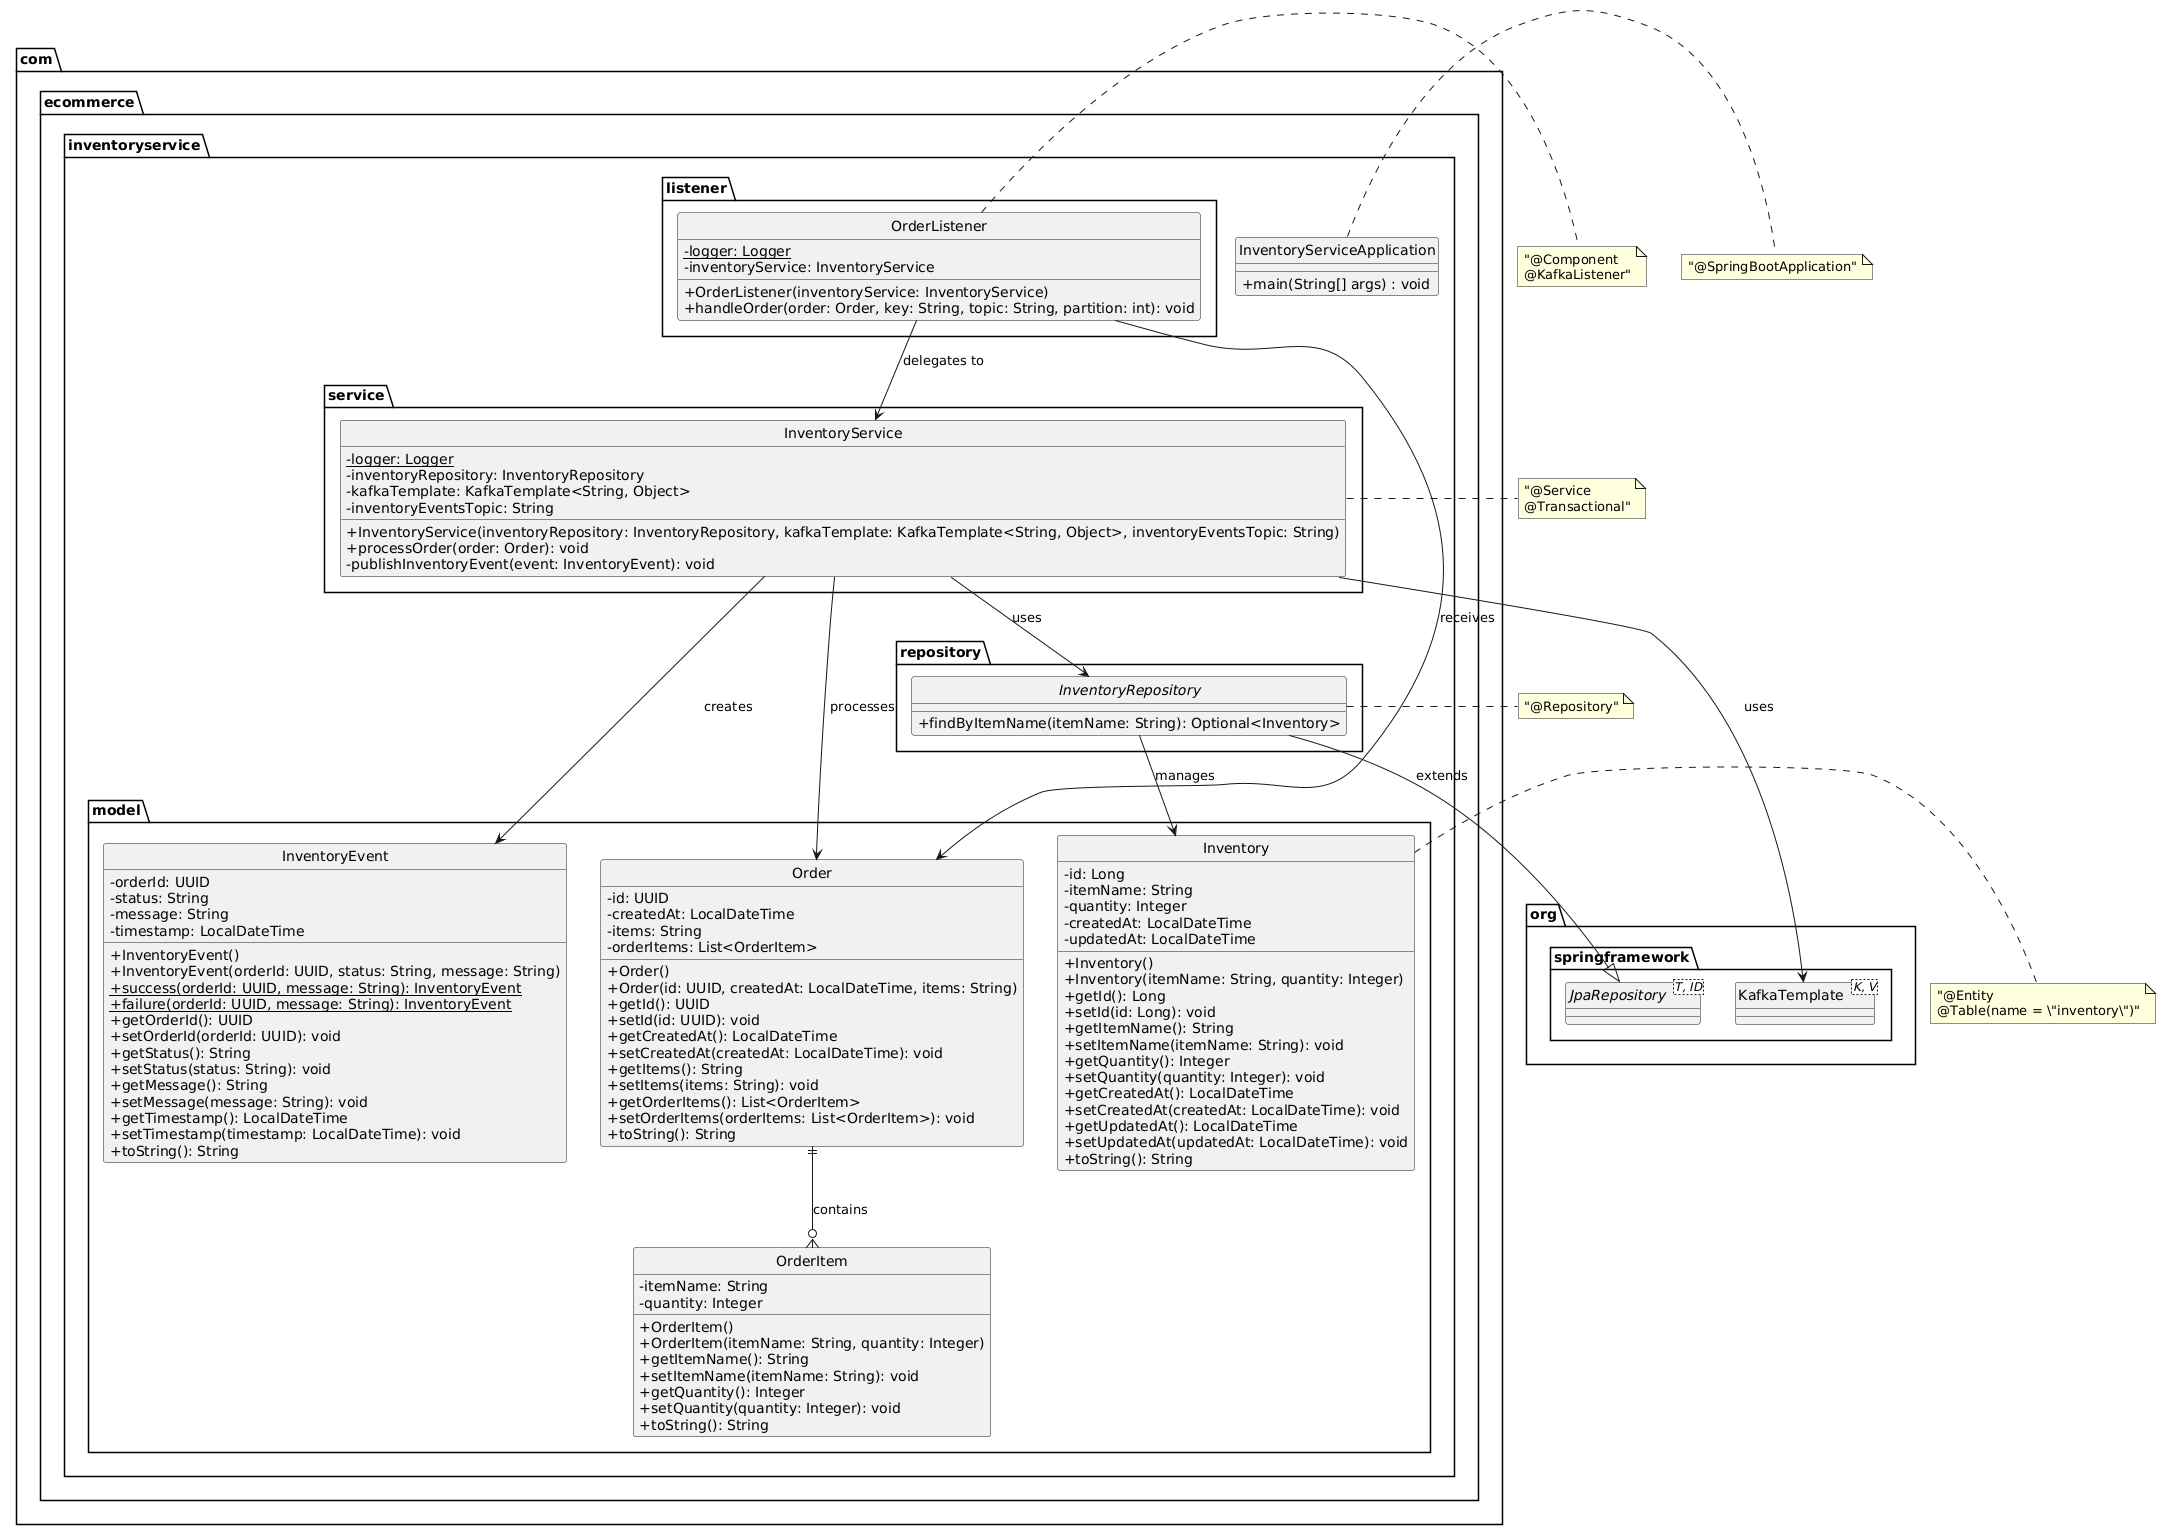 com
ecommerce
inventoryservice
listener
OrderListener
-logger: Logger
-inventoryService: InventoryService
+OrderListener(inventoryService: InventoryService)
+handleOrder(order: Order, key: String, topic: String, partition: int): void
InventoryServiceApplication
+main(String[] args) : void
"@Component
@KafkaListener"
"@SpringBootApplication"
delegates to
service
InventoryService
-logger: Logger
-inventoryRepository: InventoryRepository
-kafkaTemplate: KafkaTemplate<String, Object>
-inventoryEventsTopic: String
+InventoryService(inventoryRepository: InventoryRepository, kafkaTemplate: KafkaTemplate<String, Object>, inventoryEventsTopic: String)
+processOrder(order: Order): void
-publishInventoryEvent(event: InventoryEvent): void
"@Service
@Transactional"
uses
receives
repository
InventoryRepository
+findByItemName(itemName: String): Optional<Inventory>
"@Repository"
creates
processes
uses
manages
extends
model
InventoryEvent
-orderId: UUID
-status: String
-message: String
-timestamp: LocalDateTime
+InventoryEvent()
+InventoryEvent(orderId: UUID, status: String, message: String)
+success(orderId: UUID, message: String): InventoryEvent
+failure(orderId: UUID, message: String): InventoryEvent
+getOrderId(): UUID
+setOrderId(orderId: UUID): void
+getStatus(): String
+setStatus(status: String): void
+getMessage(): String
+setMessage(message: String): void
+getTimestamp(): LocalDateTime
+setTimestamp(timestamp: LocalDateTime): void
+toString(): String
Order
-id: UUID
-createdAt: LocalDateTime
-items: String
-orderItems: List<OrderItem>
+Order()
+Order(id: UUID, createdAt: LocalDateTime, items: String)
+getId(): UUID
+setId(id: UUID): void
+getCreatedAt(): LocalDateTime
+setCreatedAt(createdAt: LocalDateTime): void
+getItems(): String
+setItems(items: String): void
+getOrderItems(): List<OrderItem>
+setOrderItems(orderItems: List<OrderItem>): void
+toString(): String
Inventory
-id: Long
-itemName: String
-quantity: Integer
-createdAt: LocalDateTime
-updatedAt: LocalDateTime
+Inventory()
+Inventory(itemName: String, quantity: Integer)
+getId(): Long
+setId(id: Long): void
+getItemName(): String
+setItemName(itemName: String): void
+getQuantity(): Integer
+setQuantity(quantity: Integer): void
+getCreatedAt(): LocalDateTime
+setCreatedAt(createdAt: LocalDateTime): void
+getUpdatedAt(): LocalDateTime
+setUpdatedAt(updatedAt: LocalDateTime): void
+toString(): String
org
springframework
JpaRepository T, ID
KafkaTemplate K, V
"@Entity
@Table(name = \"inventory\")"
contains
OrderItem
-itemName: String
-quantity: Integer
+OrderItem()
+OrderItem(itemName: String, quantity: Integer)
+getItemName(): String
+setItemName(itemName: String): void
+getQuantity(): Integer
+setQuantity(quantity: Integer): void
+toString(): String